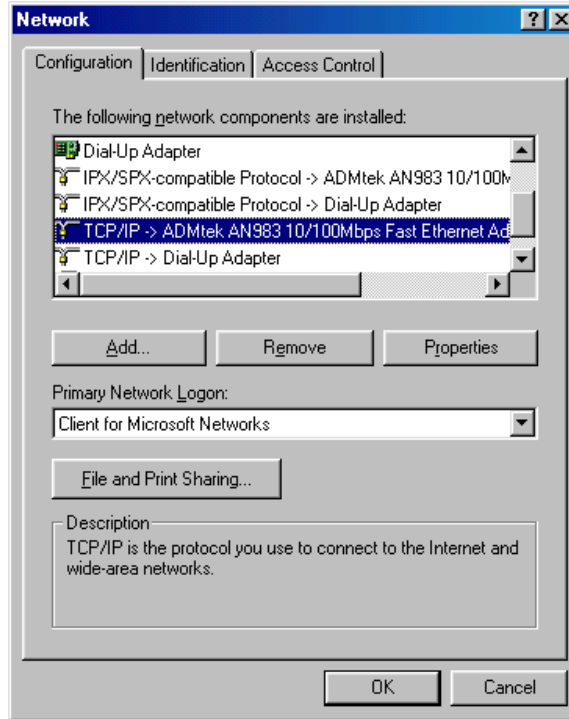 Network
Configuration Identification Access Control
The following network components are installed:
Dial-Up Adapter
IPX/SPX-compatible Protocol -> ADMtek AN983 10/100M
IPX/SPX-compatible Protocol -> Dial-Up Adapter
TCP/IP -> ADMtek AN983 10/100Mbps Fast Ethernet Ad
TCP/IP -> Dial-Up Adapter
Add... Remove Properties
Primary Network Logon:
Client for Microsoft Networks
File and Print Sharing...
Description
TCP/IP is the protocol you use to connect to the Internet and
wide-area networks.
OK Cancel